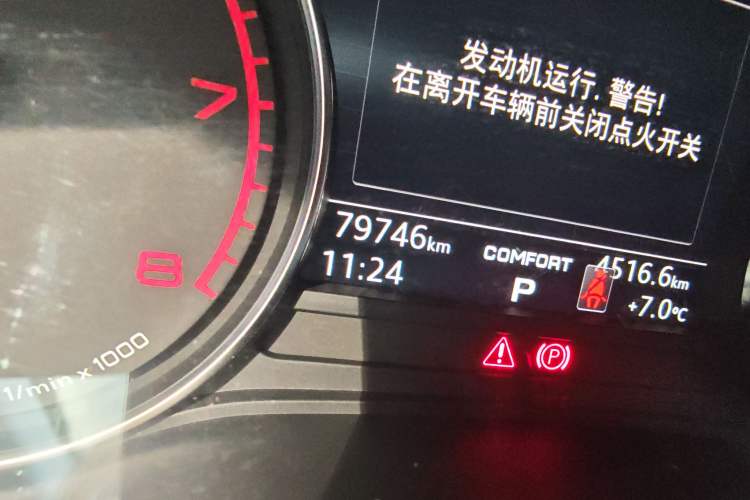 发动机运行. 警告!
在离开车辆前关闭点火开关
7
79746km
COMFORT
4516.6km
11:24
P
+7.0°C
8
P
1/min x 1000